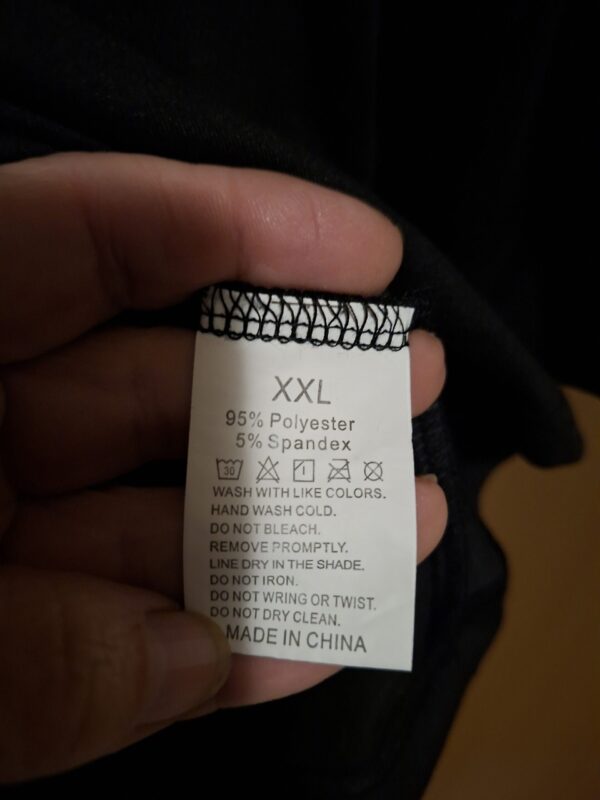 XXL
95% Polyester
5% Spandex
30
WASH WITH LIKE COLORS.
HAND WASH COLD.
DO NOT BLEACH.
REMOVE PROMPTLY.
LINE DRY IN THE SHADE.
DO NOT IRON.
DO NOT WRING OR TWIST.
DO NOT DRY CLEAN.
MADE IN CHINA